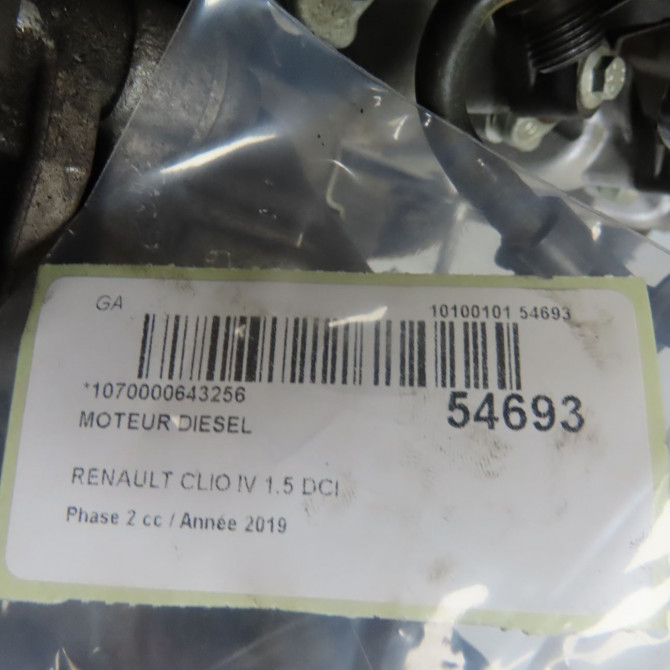 GA
10100101 54693
*1070000643256
54693
MOTEUR DIESEL
RENAULT CLIO IV 1.5 DCI
Phase 2 cc / Année 2019